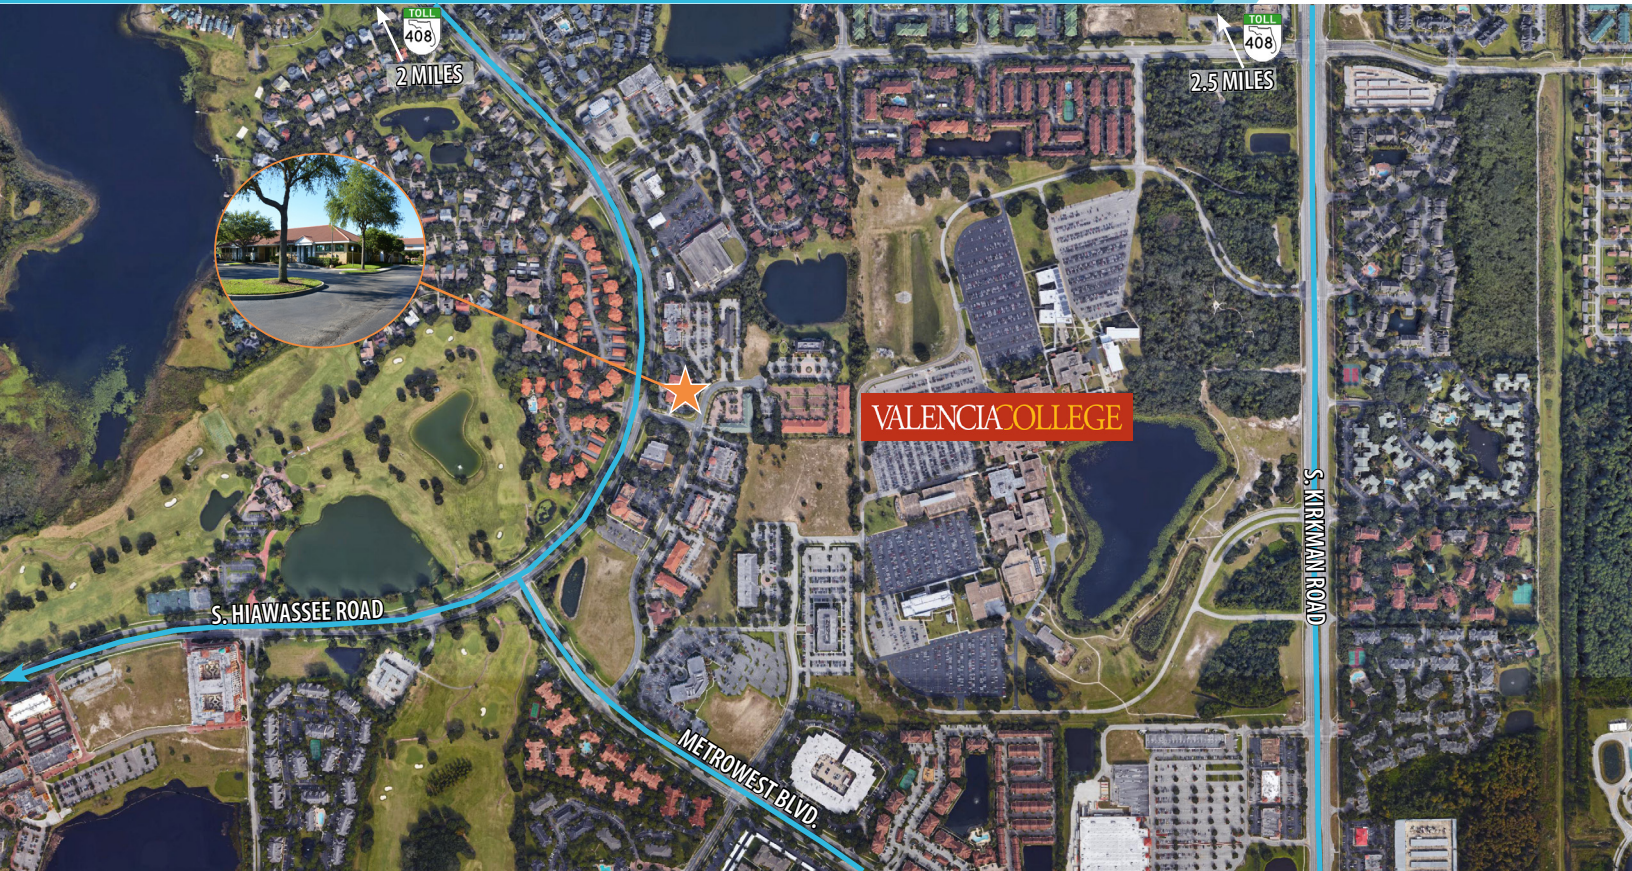 TOLL
408
2 MILES
TOLL
408
2.5 MILES
VALENCIACOLLEGE
S. KIRKMAN ROAD
S. HIAWASSEE ROAD
METROWEST BLVD.